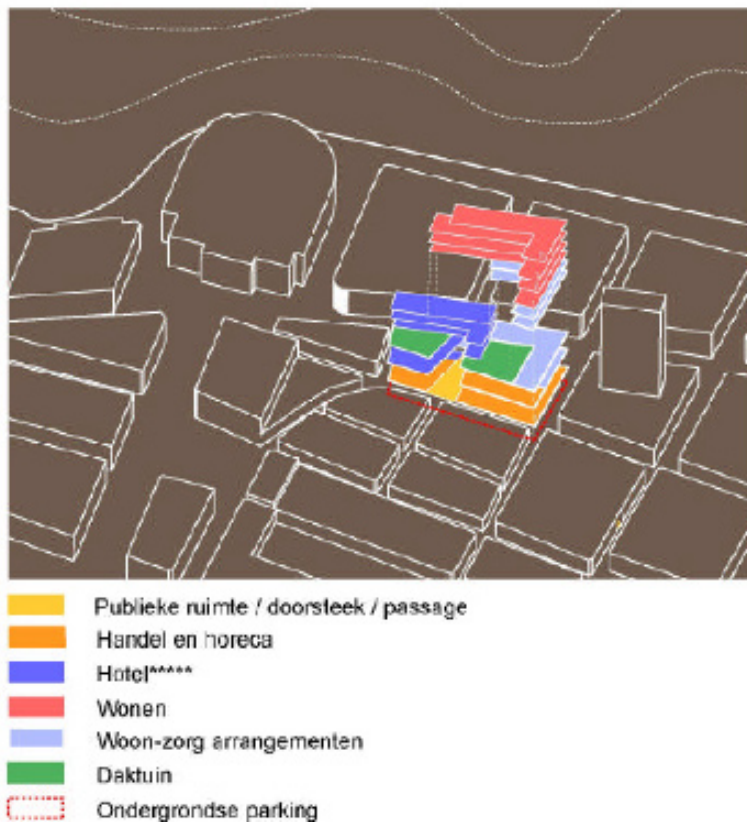 Publieke ruimte / doorsteek / passage
Handel en horeca
Hotel*****
Wonen
Woon-zorg arrangementen
Daktuin
Ondergrondse parking